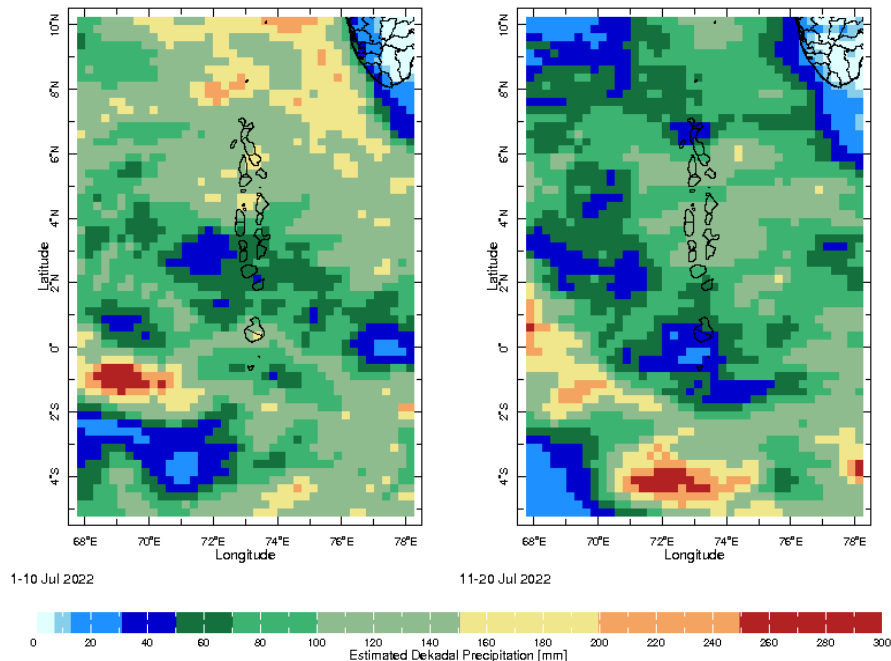 10°N
8°N
6°N
4°N
2°N
0°
2°S
4°S
Latitude
68°E 70°E 72°E 74°E 76°E 78°E
Longitude
10°N
8°N
6°N
4°N
2°N
0°
2°S
4°S
Latitude
68°E 70°E 72°E 74°E 76°E 78°E
Longitude
1-10 Jul 2022
11-20 Jul 2022
0 20 40 60 80 100 120 140 160 180 200 220 240 260 280 300
Estimated Dekadal Precipitation [mm]